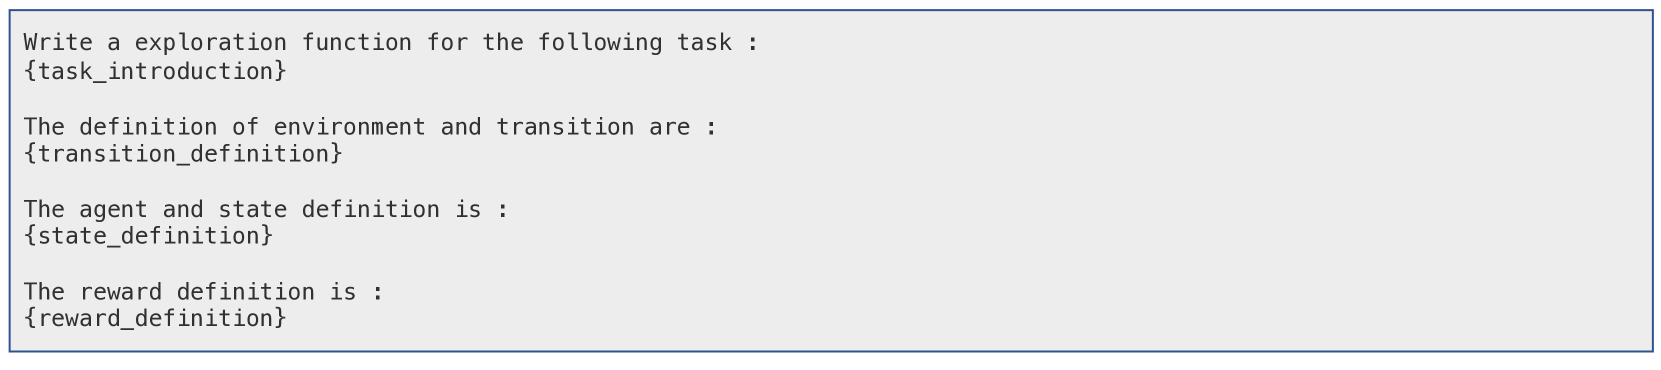 Write a exploration function for the following task :
{task_introduction}
The definition of environment and transition are :
{transition_definition}
The agent and state definition is :
{state_definition}
The reward definition is :
{reward_definition}